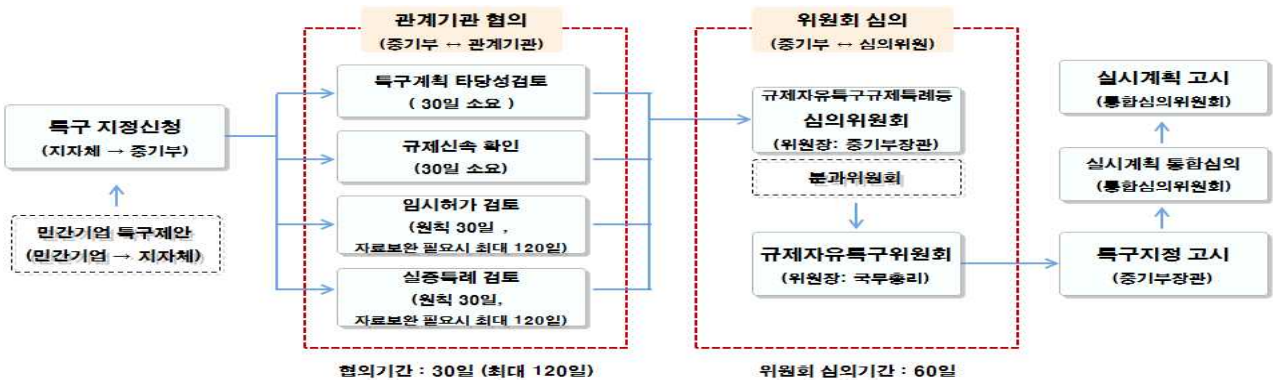 민간기업 특구제안
(민간기업 → 지자체)
특구 지정신청
(지자체 → 중기부)
관계기관 협의
(중기부 ↔ 관계기관)
특구계획 타당성검토
( 30일 소요 )
규제신속 확인
(30일 소요)
임시허가 검토
(원칙 30일 ,
자료보완 필요시 최대 120일)
실증특례 검토
(원칙 30일,
자료보완 필요시 최대 120일)
협의기간 : 30일 (최대 120일)
위원회 심의
(중기부 ↔ 심의위원)
규제자유특구규제특례등
심의위원회
(위원장: 중기부장관)
분과위원회
규제자유특구위원회
(위원장: 국무총리)
위원회 심의기간 : 60일
실시계획 고시
(통합심의위원회)
실시계획 통합심의
(통합심의위원회)
특구지정 고시
(중기부장관)